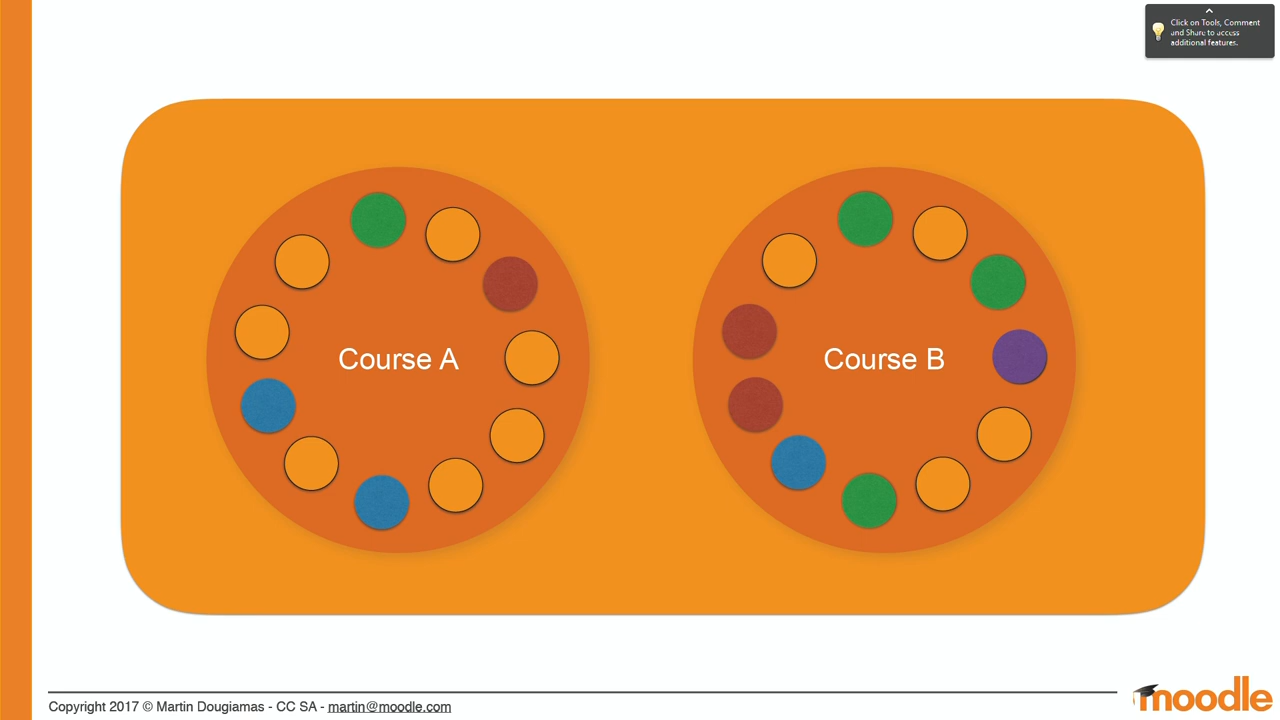 Click on Tools, Comment
and Share to access
additional features.
Course A
Course B
Copyright 2017 © Martin Dougiamas - CC SA - martin@moodle.com
moodle